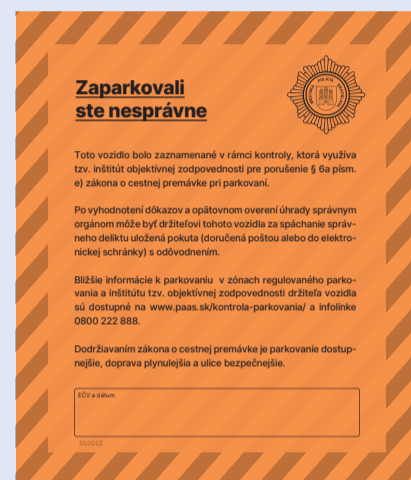 Zaparkovali
ste nesprávne
Toto vozidlo bolo zaznamenané v rámci kontroly, ktorá využíva
tzv. inštitút objektívnej zodpovednosti pre porušenie § 6a písm.
e) zákona o cestnej premávke pri parkovaní.
Po vyhodnotení dôkazov a opätovnom overení úhrady správnym
orgánom môže byť držiteľovi tohoto vozidla za spáchanie správ-
neho deliktu uložená pokuta (doručená poštou alebo do elektro-
nickej schránky) s odôvodnením.
Bližšie informácie k parkovaniu v zónach regulovaného parko-
vania a inštitútu tzv. objektívnej zodpovednosti držiteľa vozidla
sú dostupné na www.paas.sk/kontrola-parkovania/ a infolinke
0800 222 888.
Dodržiavaním zákona o cestnej premávke je parkovanie dostup-
nejšie, doprava plynulejšia a ulice bezpečnejšie.
EČV a dátum